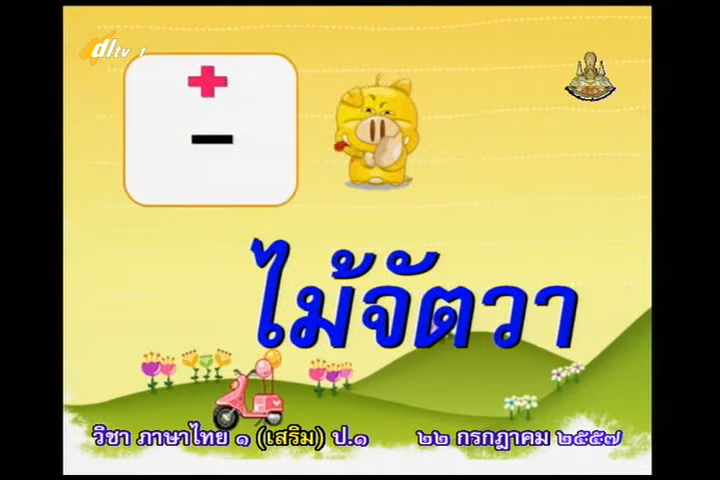 dltv 1
ไม้จัตวา
วิชา ภาษาไทย ๑ (เสริม) ป.๑ ๒๒ กรกฎาคม ๒๕๕๗